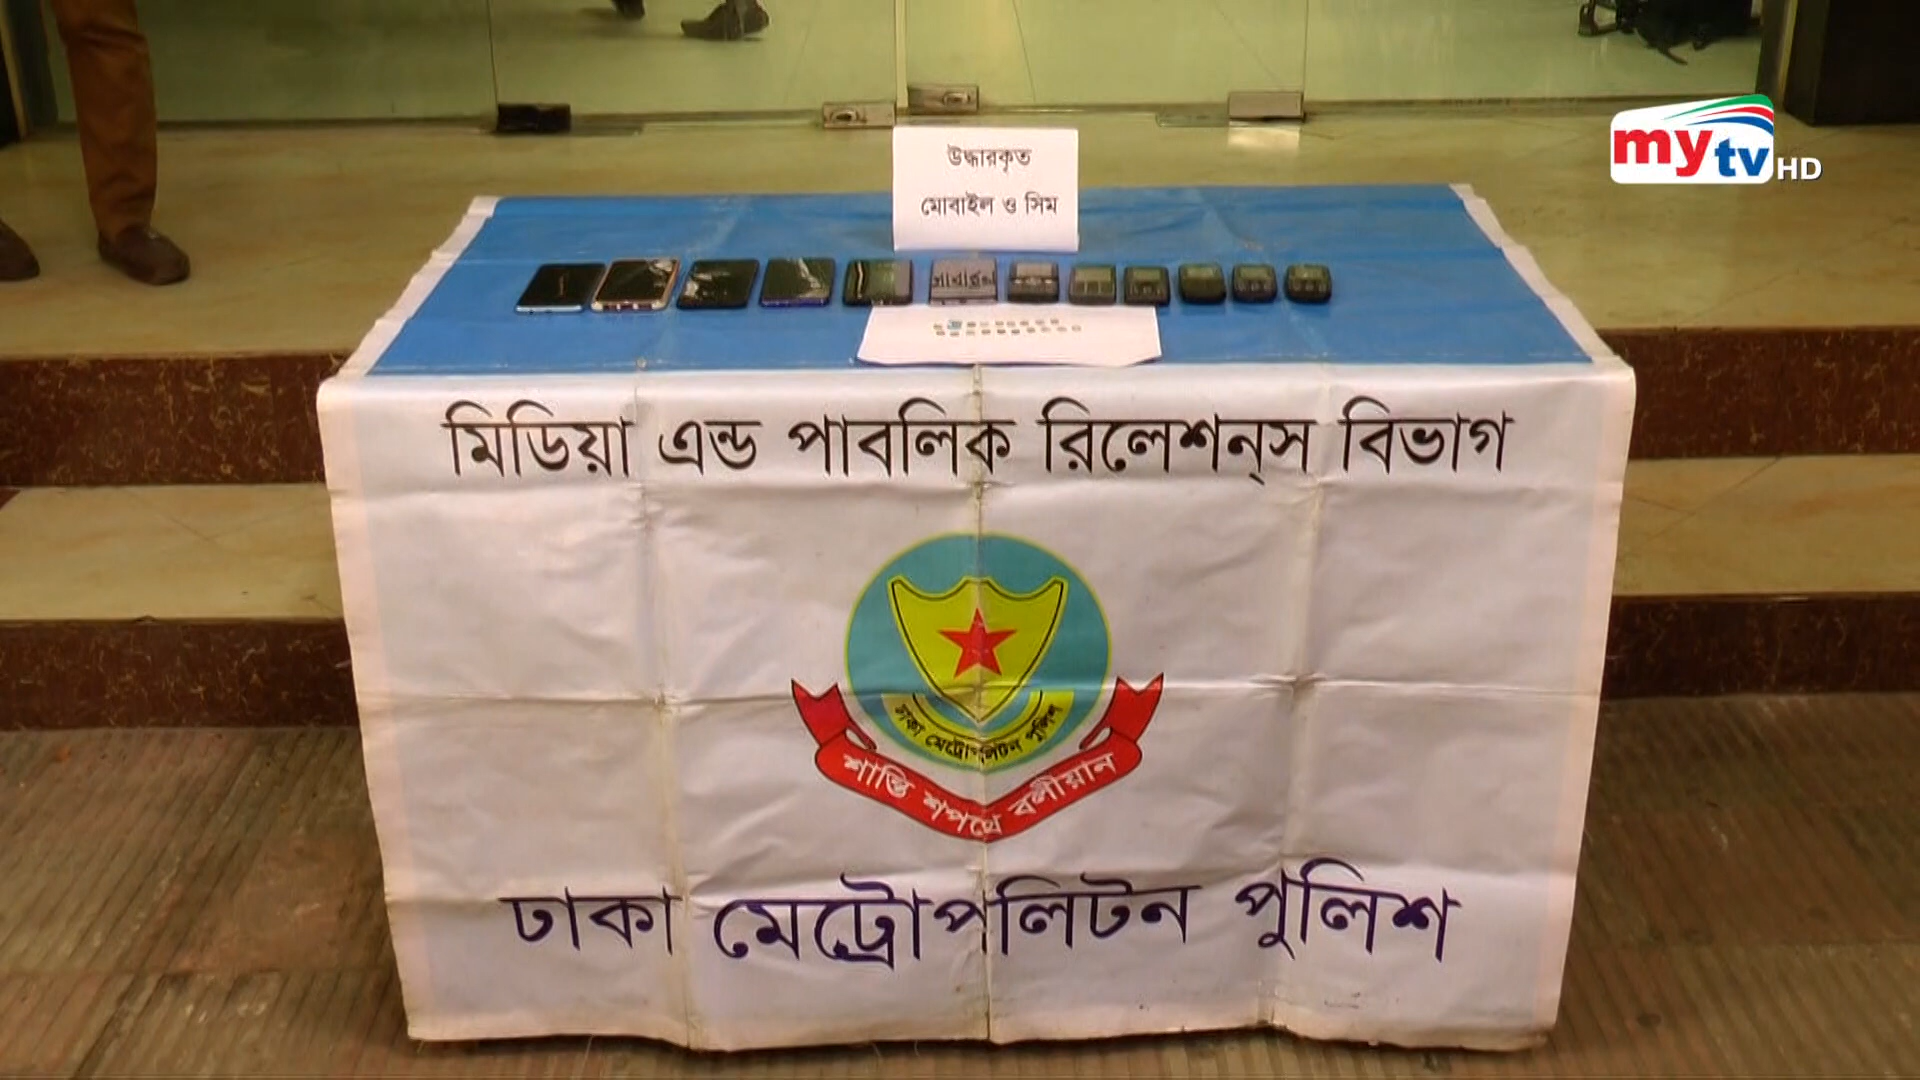 উদ্ধারকৃত
মোবাইল ও সিম
mytv HD
মিডিয়া এন্ড পাবলিক রিলেশন্স বিভাগ
ঢাকা মেট্রোপলিটন পুলিশ
শান্তি শপথে বলীয়ান
ঢাকা মেট্রোপলিটন পুলিশ